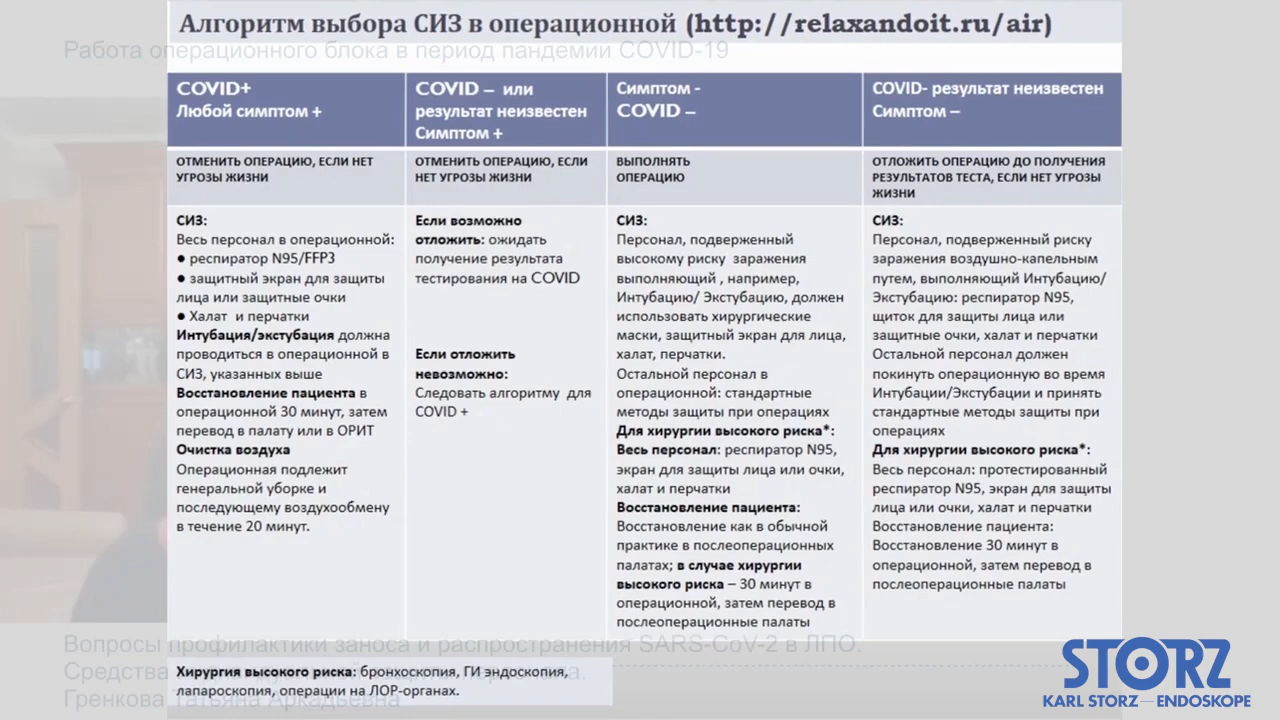 Алгоритм выбора СИЗ в операционной (http://relaxandoit.ru/air)
Работа операционного блока в период пандемии COVID-19
COVID+
Любой симптом +
COVID – или
результат неизвестен
Симптом +
Симптом -
COVID –
COVID- результат неизвестен
Симптом –
ОТМЕНИТЬ ОПЕРАЦИЮ, ЕСЛИ НЕТ
УГРОЗЫ ЖИЗНИ
ОТМЕНИТЬ ОПЕРАЦИЮ, ЕСЛИ
НЕТ УГРОЗЫ ЖИЗНИ
ВЫПОЛНЯТЬ
ОПЕРАЦИЮ
ОТЛОЖИТЬ ОПЕРАЦИЮ ДО ПОЛУЧЕНИЯ
РЕЗУЛЬТАТОВ ТЕСТА, ЕСЛИ НЕТ УГРОЗЫ
ЖИЗНИ
СИЗ:
Весь персонал в операционной:
● респиратор N95/FFP3
● защитный экран для защиты
лица или защитные очки
● Халат и перчатки
Интубация/экстубация должна
проводиться в операционной в
СИЗ, указанных выше
Восстановление пациента в
операционной 30 минут, затем
перевод в палату или в ОРИТ
Очистка воздуха
Операционная подлежит
генеральной уборке и
последующему воздухообмену
в течение 20 минут.
Если возможно
отложить: ожидать
получение результата
тестирования на COVID
Если отложить
невозможно:
Следовать алгоритму для
COVID +
СИЗ:
Персонал, подверженный
высокому риску заражения
выполняющий , например,
Интубацию/ Экстубацию, должен
использовать хирургические
маски, защитный экран для лица,
халат, перчатки.
Остальной персонал в
операционной: стандартные
методы защиты при операциях
Для хирургии высокого риска*:
Весь персонал: респиратор N95,
экран для защиты лица или очки,
халат и перчатки
Восстановление пациента:
Восстановление как в обычной
практике в послеоперационных
палатах; в случае хирургии
высокого риска – 30 минут в
операционной, затем перевод в
послеоперационные палаты
СИЗ:
Персонал, подверженный риску
заражения воздушно-капельным
путем, выполняющий Интубацию/
Экстубацию: респиратор N95,
щиток для защиты лица или
защитные очки, халат и перчатки
Остальной персонал должен
покинуть операционную во время
Интубации/Экстубации и принять
стандартные методы защиты при
операциях
Для хирургии высокого риска*:
Весь персонал: протестированный
респиратор N95, экран для защиты
лица или очки, халат и перчатки
Восстановление пациента:
Восстановление 30 минут в
операционной, затем перевод в
послеоперационные палаты
Вопросы профилактики заноса и распространения SARS-CoV-2 в ЛПО.
Средства
Гренкова Татьяна Аркадьевна
Хирургия высокого риска: бронхоскопия, ГИ эндоскопия,
лапароскопия, операции на ЛОР-органах.
STORZ
KARL STORZ—ENDOSKOPE